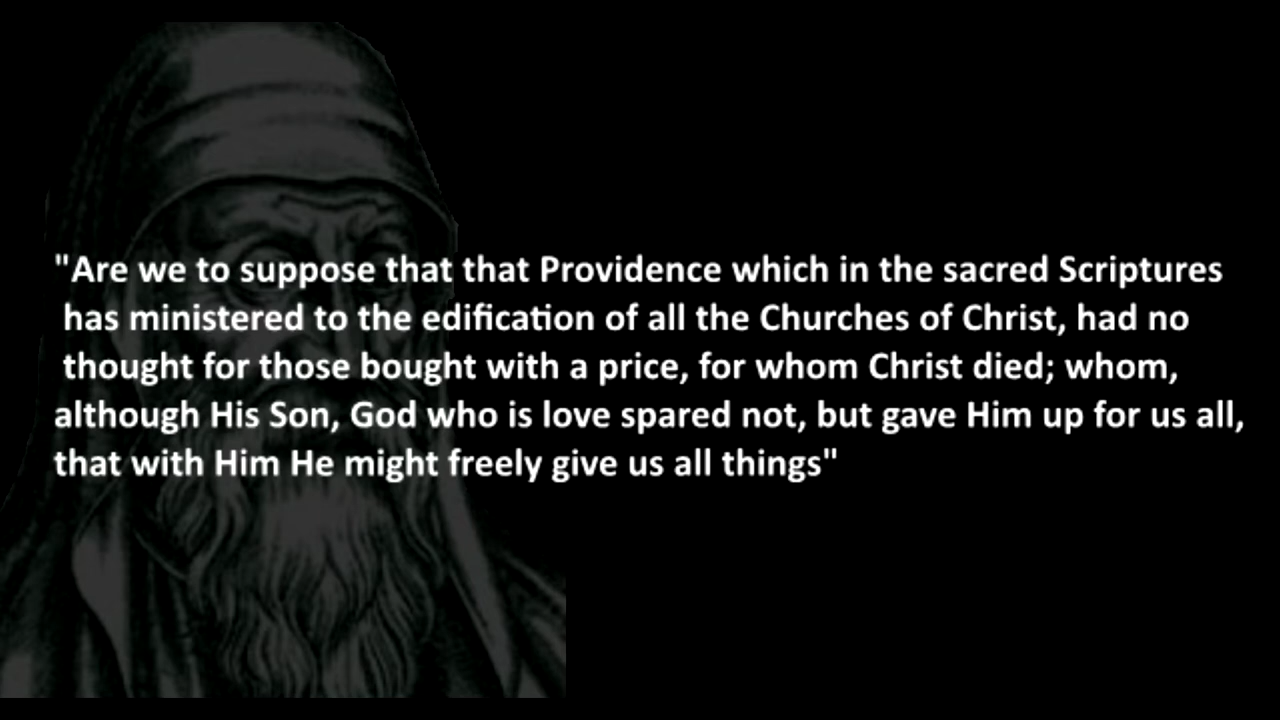 "Are we to suppose that that Providence which in the sacred Scriptures
has ministered to the edification of all the Churches of Christ, had no
thought for those bought with a price, for whom Christ died; whom,
although His Son, God who is love spared not, but gave Him up for us all,
that with Him He might freely give us all things"